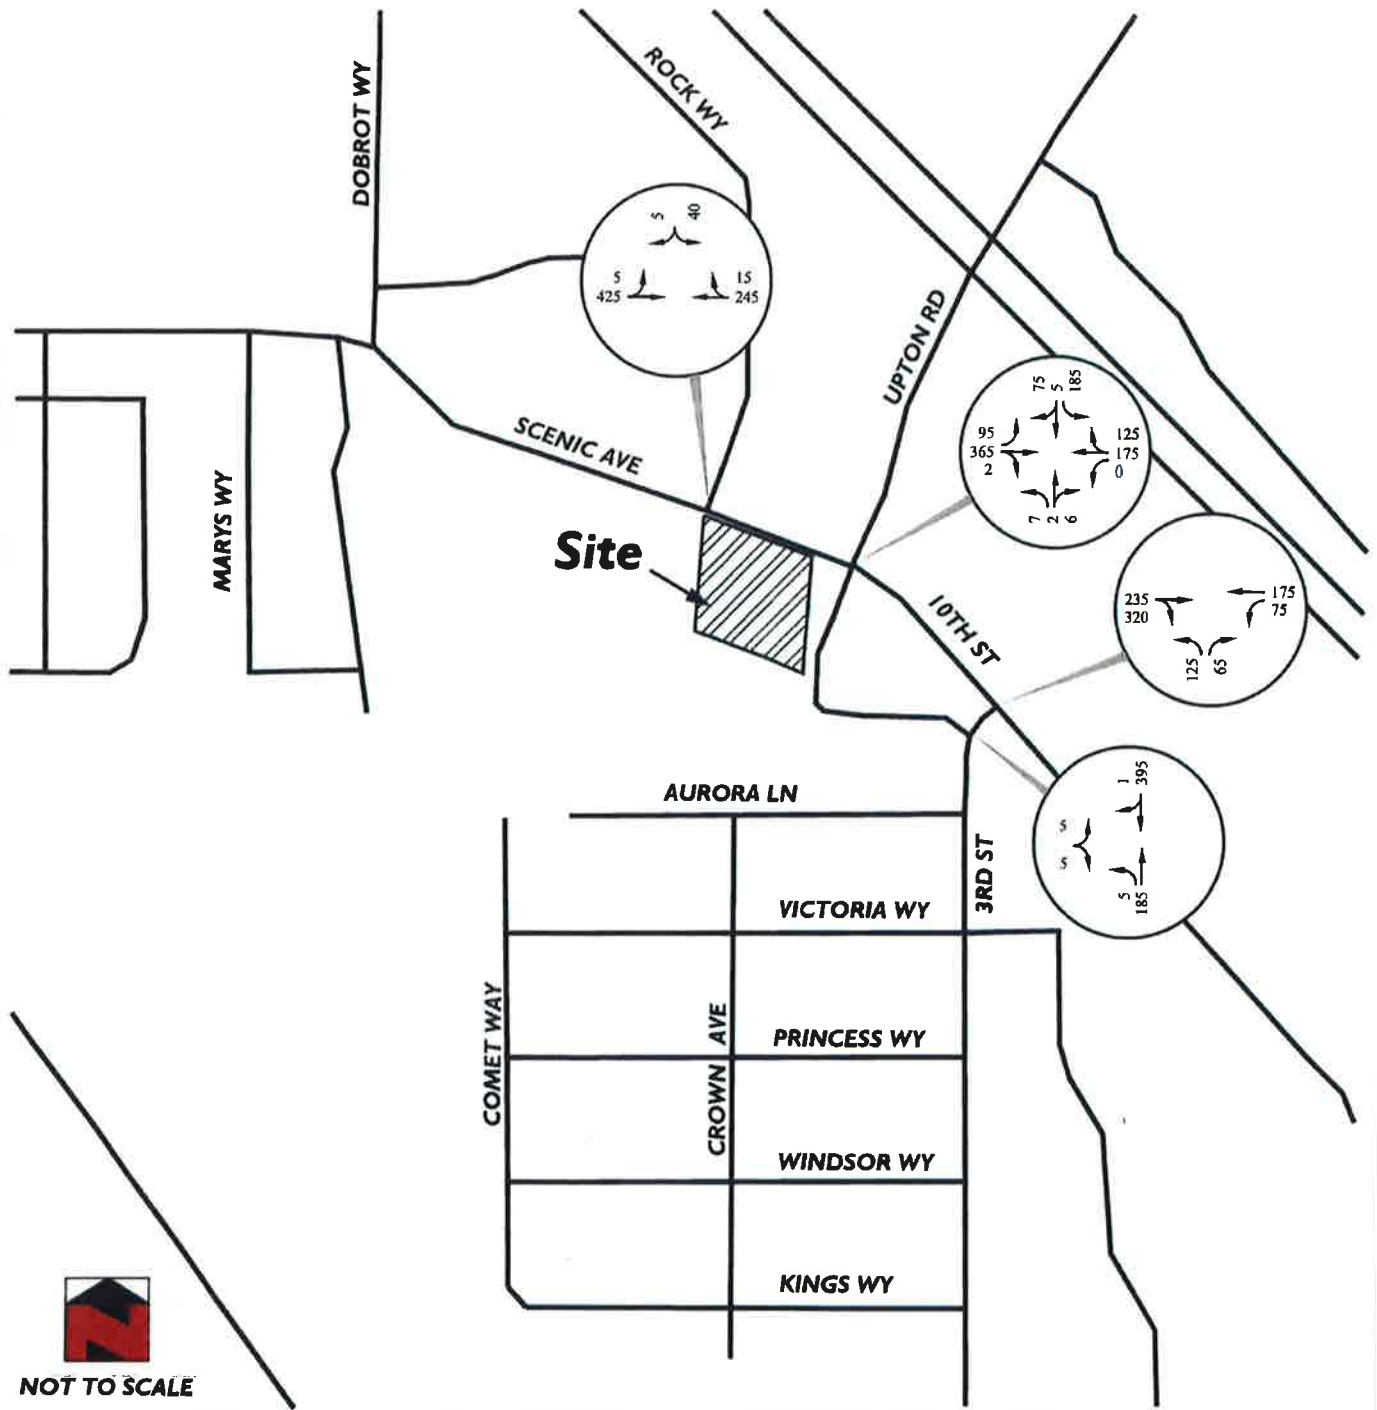 DOBROT WY
ROCK WY
5 40
5 15
425 245
UPTON RD
SCENIC AVE
75 5 185
95 125
365 175
2 0
7 2 6
MARYS WY
Site
10TH ST
235 175
320 75
125 65
AURORA LN
1 395
5
5
5
185
3RD ST
VICTORIA WY
COMET WAY
CROWN AVE
PRINCESS WY
WINDSOR WY
KINGS WY
N
NOT TO SCALE